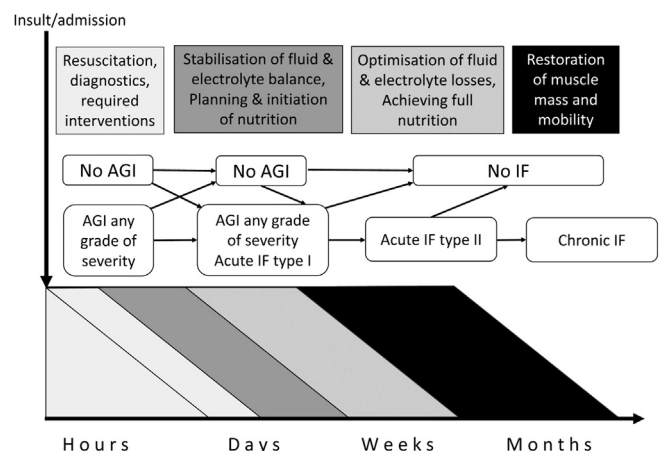 Insult/admission
Resuscitation,
diagnostics,
required
interventions
Stabilisation of fluid &
electrolyte balance,
Planning & initiation
of nutrition
Optimisation of fluid
& electrolyte losses,
Achieving full
nutrition
Restoration
of muscle
mass and
mobility
No AGI
No AGI
No IF
AGI any
grade of
severity
AGI any grade
of severity
Acute IF type I
Acute IF type II
Chronic IF
Hours
Days
Weeks
Months